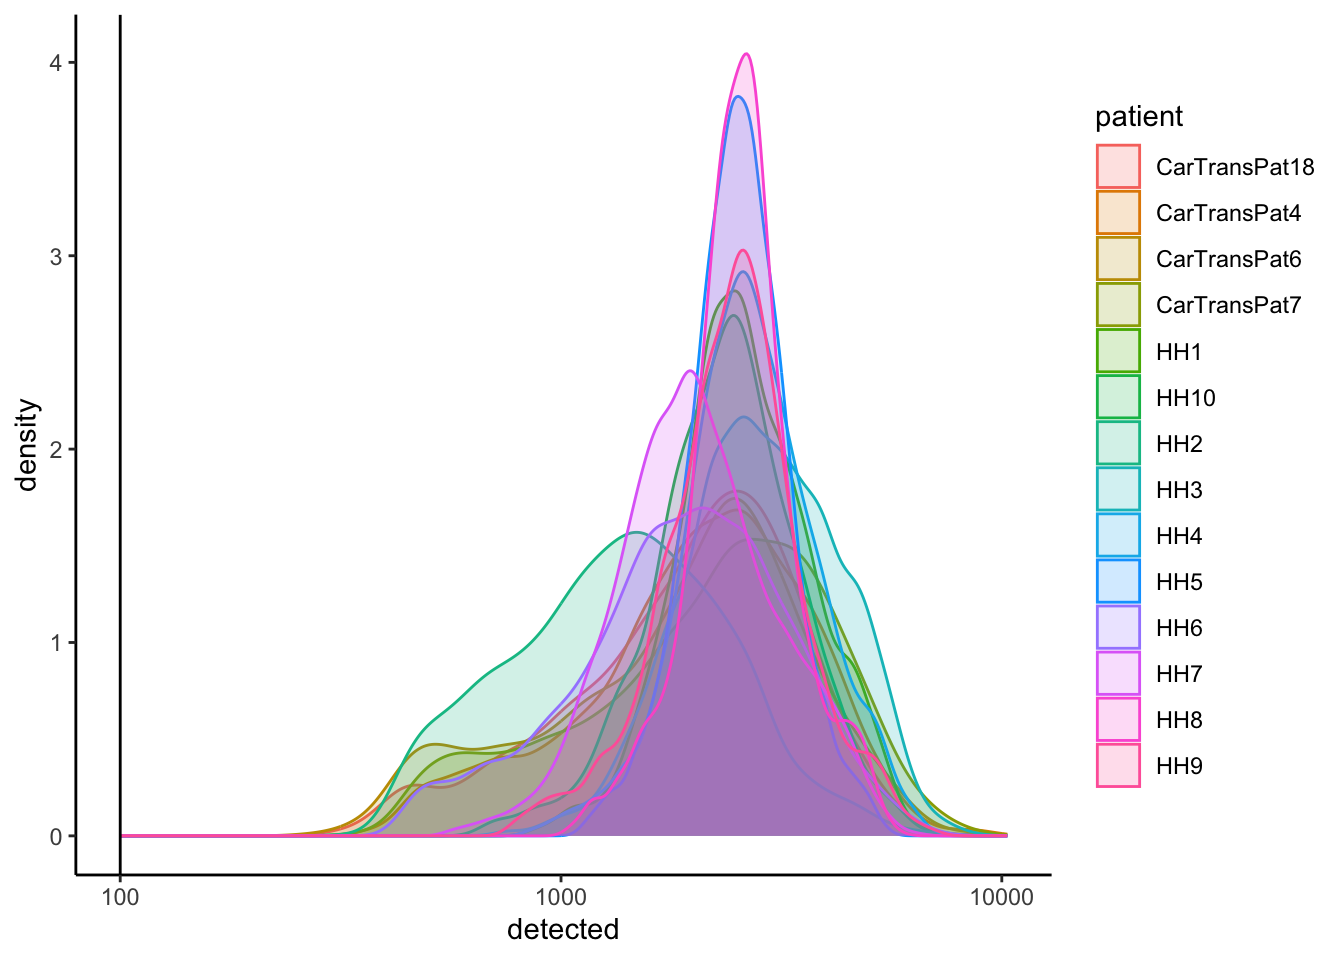 density
4
3
2
1
0
100
1000
10000
detected
patient
CarTransPat18
CarTransPat4
CarTransPat6
CarTransPat7
HH1
HH10
HH2
HH3
HH4
HH5
HH6
HH7
HH8
HH9